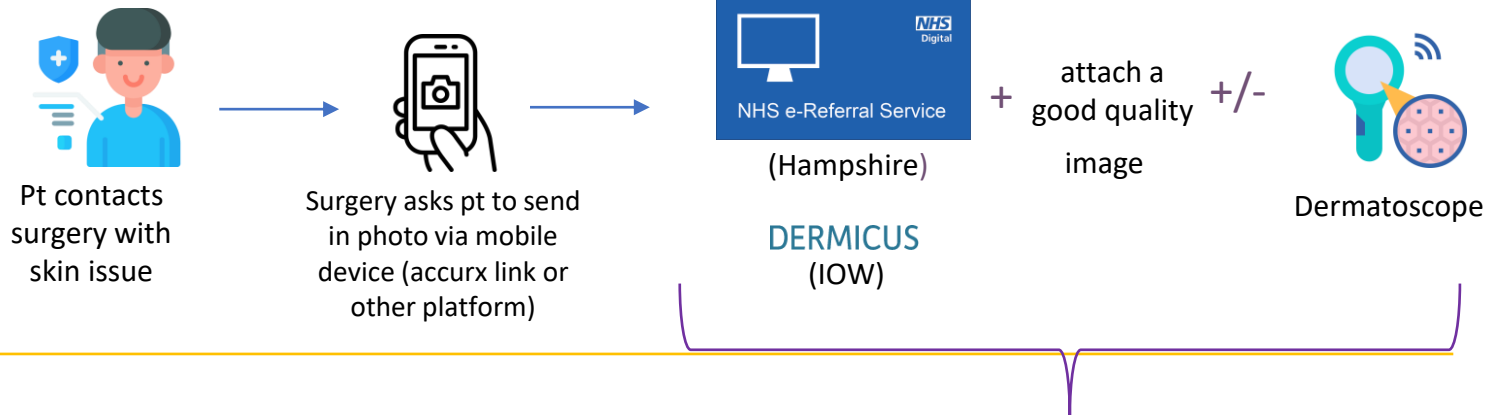 Pt contacts
surgery with
skin issue
Surgery asks pt to send
in photo via mobile
device (accurx link or
other platform)
NHS
Digital
NHS e-Referral Service
(Hampshire)
DERMICUS
(IOW)
+
attach a
good quality
image
+/-
Dermatoscope